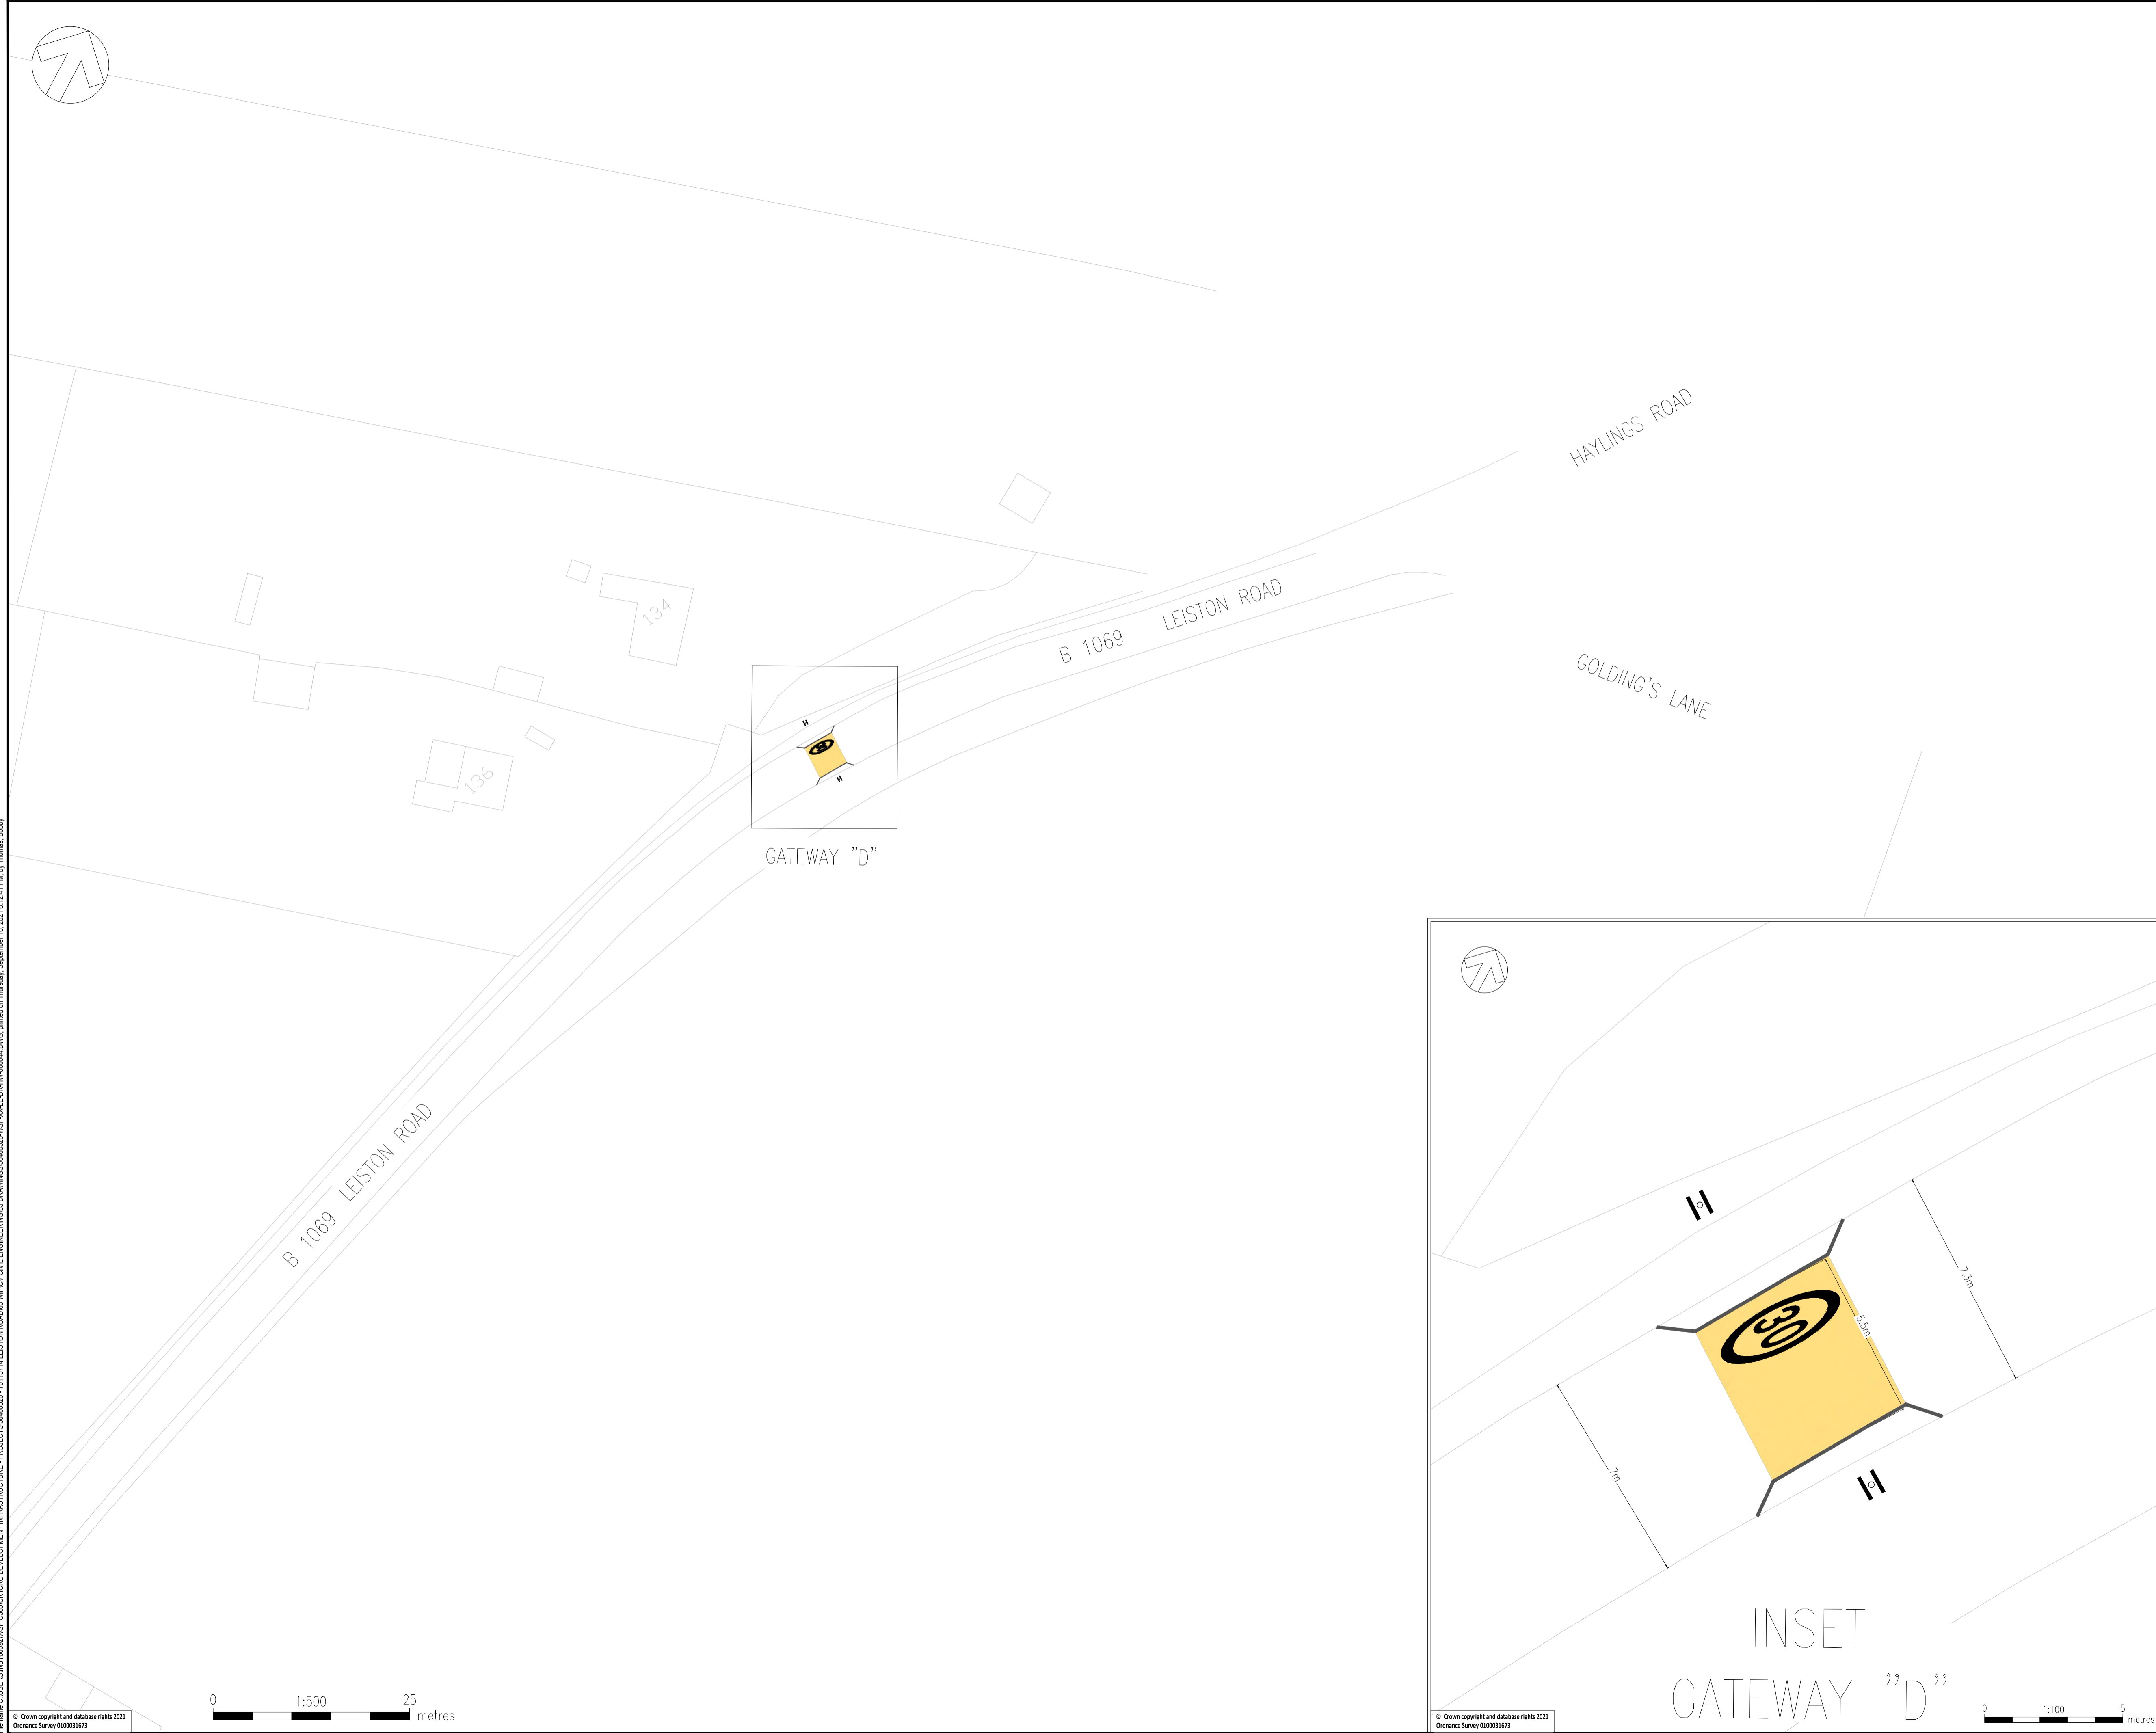 HAYLINGS ROAD
134
B 1069 LEISTON ROAD
GOLDING'S LANE
136
30
GATEWAY "D"
B 1069 LEISTON ROAD
0 1:500 25
metres
© Crown copyright and database rights 2021
Ordnance Survey 0100031673
7.3m
30
5.5m
7m
INSET
GATEWAY "D"
0 1:100 5
metres
© Crown copyright and database rights 2021
Ordnance Survey 0100031673